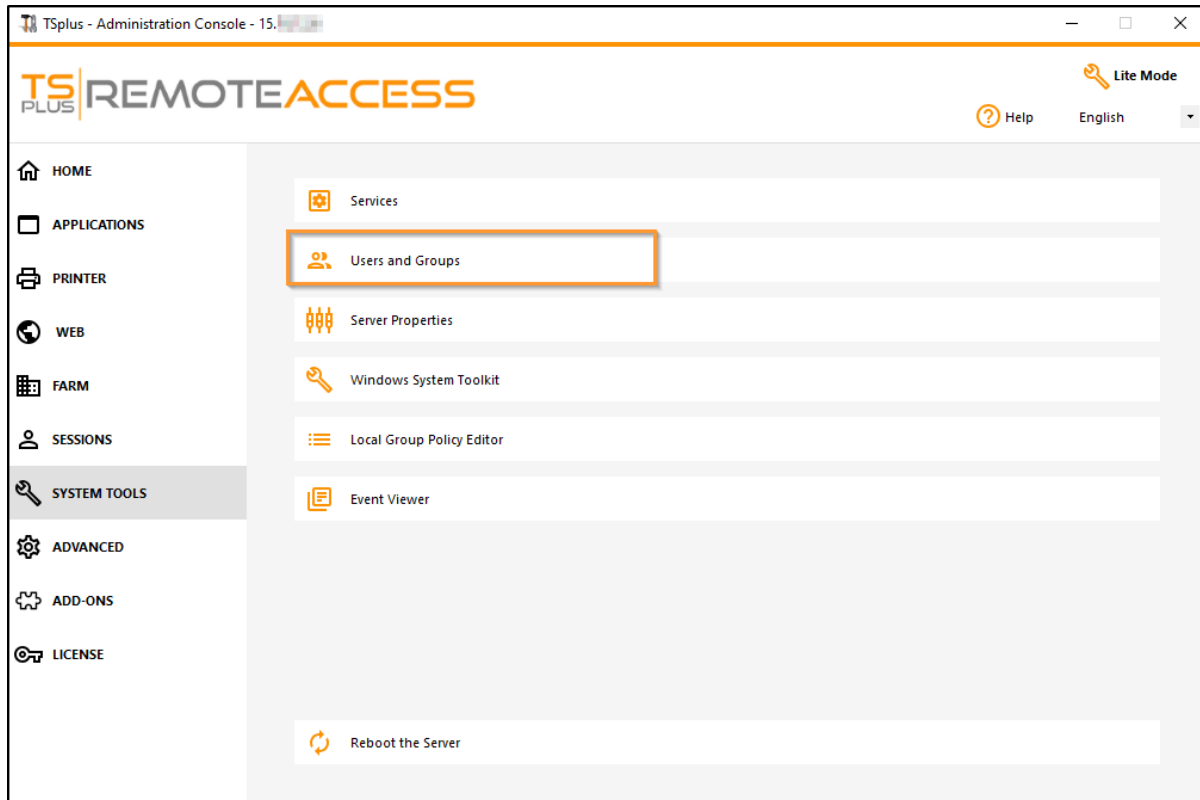 TSplus - Administration Console - 15.
TS PLUS REMOTEACCESS
Lite Mode
Help
English
HOME
APPLICATIONS
PRINTER
WEB
FARM
SESSIONS
SYSTEM TOOLS
ADVANCED
ADD-ONS
LICENSE
Services
Users and Groups
Server Properties
Windows System Toolkit
Local Group Policy Editor
Event Viewer
Reboot the Server